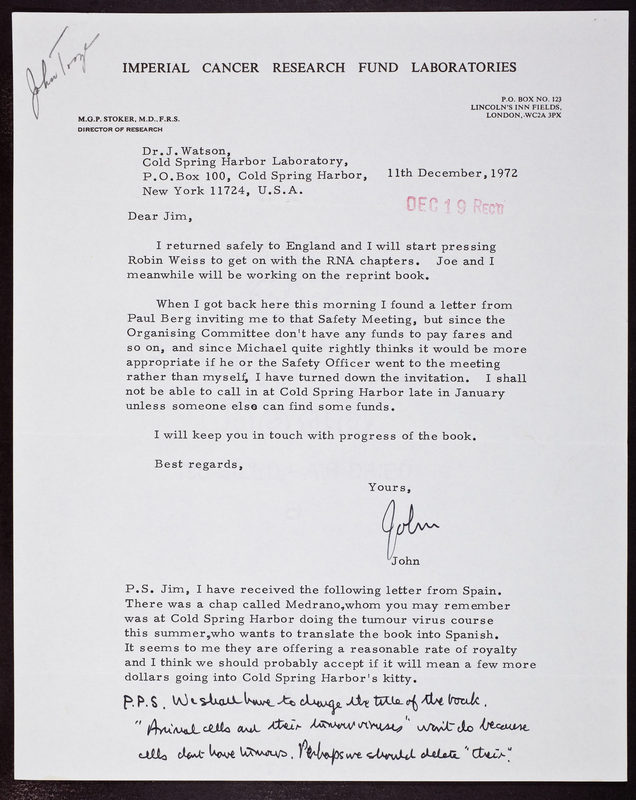 John Tooze
IMPERIAL CANCER RESEARCH FUND LABORATORIES
P.O. BOX NO. 123
LINCOLN'S INN FIELDS,
LONDON, WC2A 3PX
M.G.P. STOKER, M.D., F.R.S.
DIRECTOR OF RESEARCH
Dr.J.Watson,
Cold Spring Harbor Laboratory,
P.O.Box 100, Cold Spring Harbor,
New York 11724, U.S.A.
11th December,1972
DEC 19 Rec'd
Dear Jim,
I returned safely to England and I will start pressing
Robin Weiss to get on with the RNA chapters. Joe and I
meanwhile will be working on the reprint book.
When I got back here this morning I found a letter from
Paul Berg inviting me to that Safety Meeting, but since the
Organising Committee don't have any funds to pay fares and
so on, and since Michael quite rightly thinks it would be more
appropriate if he or the Safety Officer went to the meeting
rather than myself, I have turned down the invitation. I shall
not be able to call in at Cold Spring Harbor late in January
unless someone else can find some funds.
I will keep you in touch with progress of the book.
Best regards,
Yours,
John
John
P.S. Jim, I have received the following letter from Spain.
There was a chap called Medrano,whom you may remember
was at Cold Spring Harbor doing the tumour virus course
this summer,who wants to translate the book into Spanish.
It seems to me they are offering a reasonable rate of royalty
and I think we should probably accept if it will mean a few more
dollars going into Cold Spring Harbor's kitty.
P.P.S. We shall have to change the title of the book.
"Animal cells and their tumour viruses" won't do because
cells dont have tumours. Perhaps we should delete "their".